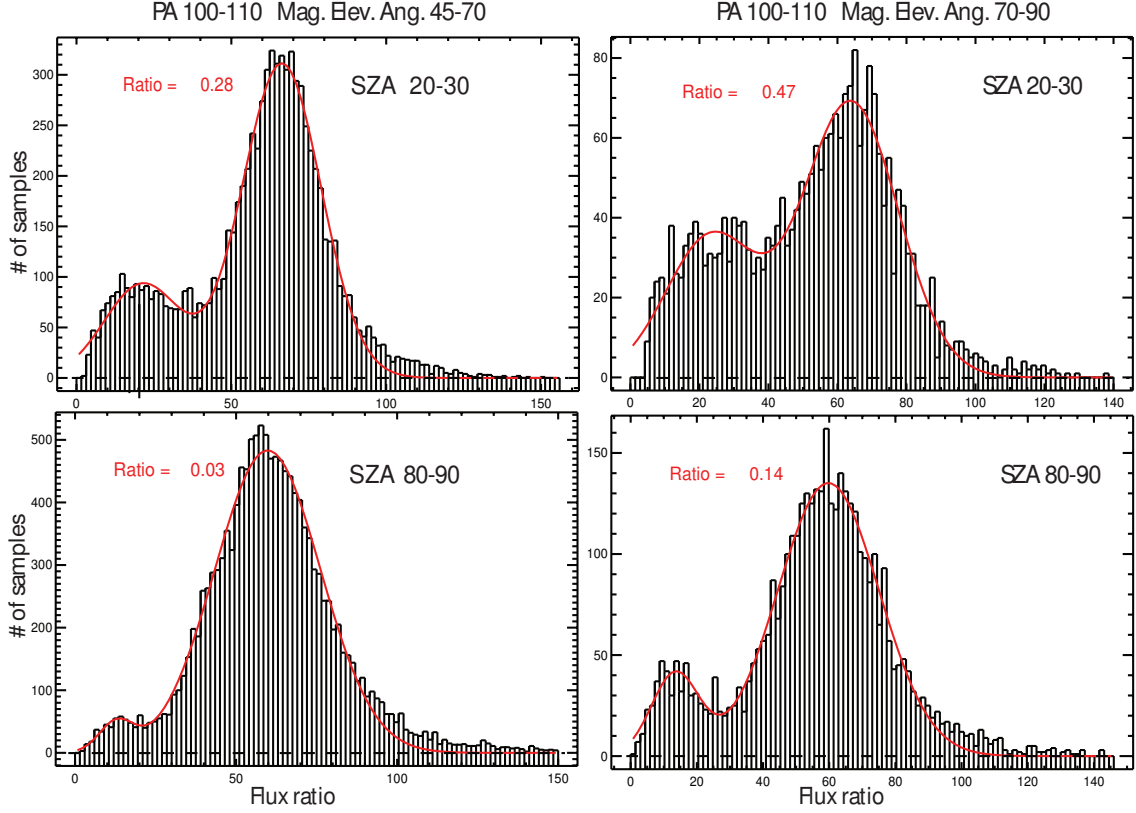 PA 100-110 Mag. Elev. Ang. 45-70
PA 100-110 Mag. Elev. Ang. 70-90
Ratio = 0.28
SZA 20-30
# of samples
300
250
200
150
100
50
0
0 50 100 150
Ratio = 0.47
SZA 20-30
80
60
40
20
0
0 20 40 60 80 100 120 140
Ratio = 0.03
SZA 80-90
# of samples
500
400
300
200
100
0
0 50 100 150
Flux ratio
Ratio = 0.14
SZA 80-90
150
100
50
0
0 20 40 60 80 100 120 140
Flux ratio